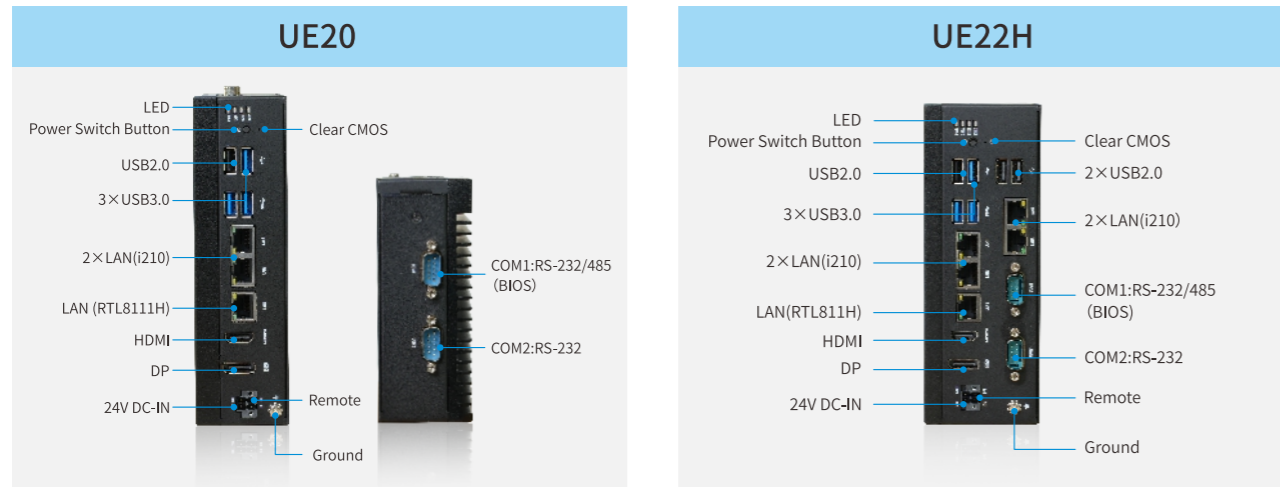 UE20
LED
Power Switch Button
Clear CMOS
USB2.0
3×USB3.0
2×LAN(i210)
LAN (RTL8111H)
HDMI
DP
24V DC-IN
Remote
Ground
COM1:RS-232/485
（BIOS）
COM2:RS-232
UE22H
LED
Power Switch Button
Clear CMOS
USB2.0
2×USB2.0
3×USB3.0
2×LAN(i210）
2×LAN(i210)
COM1:RS-232/485
（BIOS）
LAN(RTL811H)
HDMI
COM2:RS-232
DP
Remote
24V DC-IN
Ground